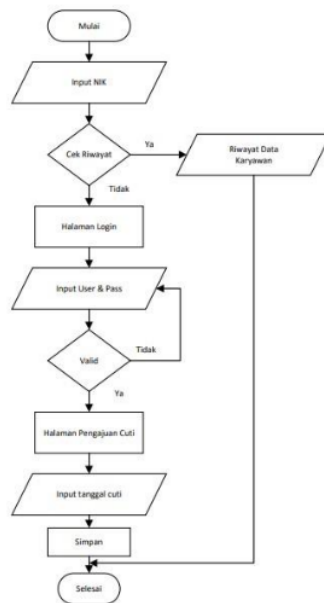 Mulai
Input NIK
Cek Riwayat
Ya
Riwayat Data
Karyawan
Tidak
Halaman Login
Input User & Pass
Valid
Tidak
Ya
Halaman Pengajuan Cuti
Input tanggal cuti
Simpan
Selesai